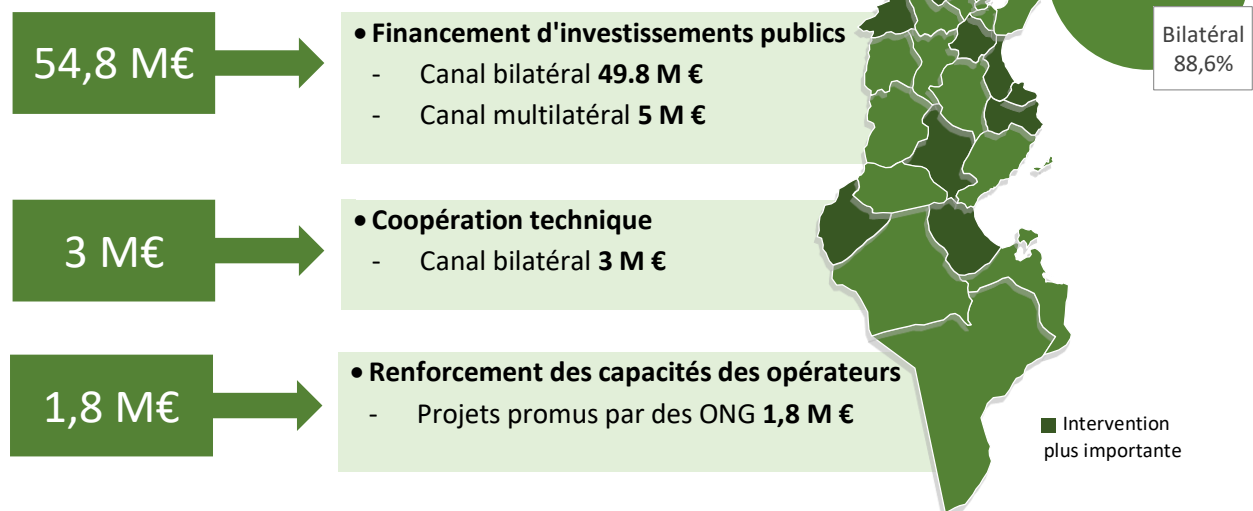 54,8 M€
• Financement d'investissements publics
- Canal bilatéral 49.8 M €
- Canal multilatéral 5 M €
Bilatéral
88,6%
3 M€
• Coopération technique
- Canal bilatéral 3 M €
1,8 M€
• Renforcement des capacités des opérateurs
- Projets promus par des ONG 1,8 M €
Intervention
plus importante